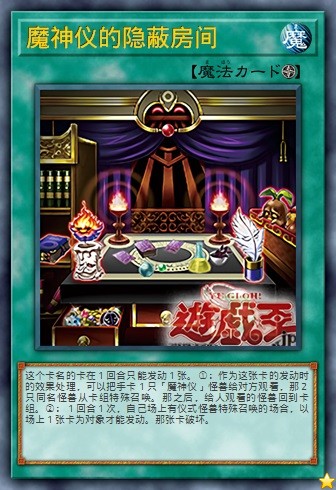 魔神仪的隐蔽房间
魔
【魔法カード】
YU-GI-OH!
遊戯王
这个卡名的卡在1回合只能发动1张。①：作为这张卡的发动时
的效果处理，可以把手卡1只「魔神仪」怪兽给对方观看，那2
只同名怪兽从卡组特殊召唤。那之后，给人观看的怪兽回到卡
组。②：1回合1次，自己场上有仪式怪兽特殊召唤的场合，以
场上1张卡为对象才能发动。那张卡破坏。